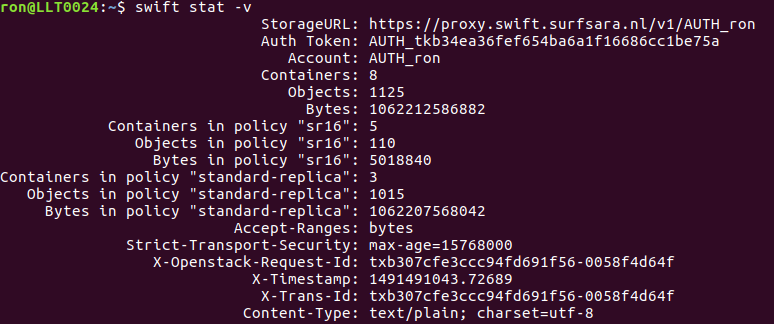 ron@LLT0024:~$ swift stat -v
StorageURL: https://proxy.swift.surfsara.nl/v1/AUTH_ron
Auth Token: AUTH_tkb34ea36fef654ba6a1f16686cc1be75a
Account: AUTH_ron
Containers: 8
Objects: 1125
Bytes: 1062212586882
Containers in policy "sr16": 5
Objects in policy "sr16": 110
Bytes in policy "sr16": 5018840
Containers in policy "standard-replica": 3
Objects in policy "standard-replica": 1015
Bytes in policy "standard-replica": 1062207568042
Accept-Ranges: bytes
Strict-Transport-Security: max-age=15768000
X-Openstack-Request-Id: txb307cfe3ccc94fd691f56-0058f4d64f
X-Timestamp: 1491491043.72689
X-Trans-Id: txb307cfe3ccc94fd691f56-0058f4d64f
Content-Type: text/plain; charset=utf-8